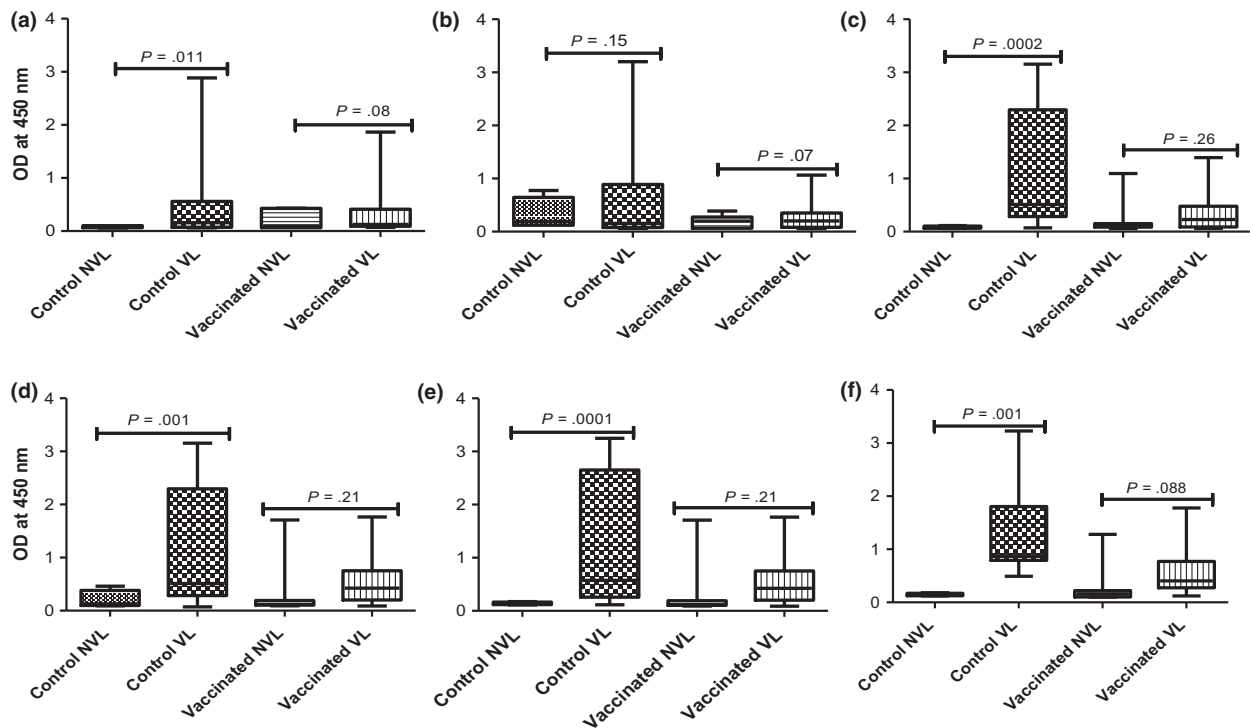 (a)
4
3
2
1
0
OD at 450 nm
P = .011
P = .08
Control NVL
Control VL
Vaccinated NVL
Vaccinated VL
(b)
4
3
2
1
0
P = .15
P = .07
Control NVL
Control VL
Vaccinated NVL
Vaccinated VL
(c)
4
3
2
1
0
P = .0002
P = .26
Control NVL
Control VL
Vaccinated NVL
Vaccinated VL
(d)
4
3
2
1
0
OD at 450 nm
P = .001
P = .21
Control NVL
Control VL
Vaccinated NVL
Vaccinated VL
(e)
4
3
2
1
0
P = .0001
P = .21
Control NVL
Control VL
Vaccinated NVL
Vaccinated VL
(f)
4
3
2
1
0
P = .001
P = .088
Control NVL
Control VL
Vaccinated NVL
Vaccinated VL